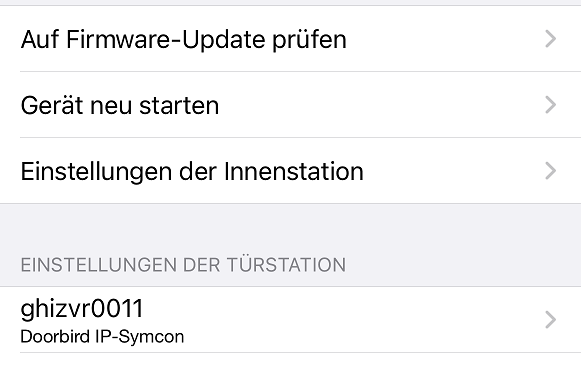 Auf Firmware-Update prüfen
Gerät neu starten
Einstellungen der Innenstation
EINSTELLUNGEN DER TÜRSTATION
ghizvr0011
Doorbird IP-Symcon